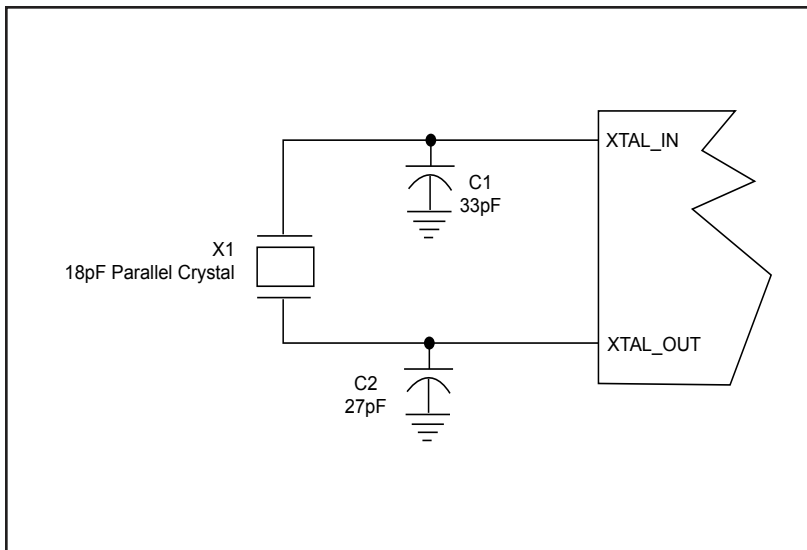 XTAL_IN
C1
33pF
X1
18pF Parallel Crystal
XTAL_OUT
C2
27pF